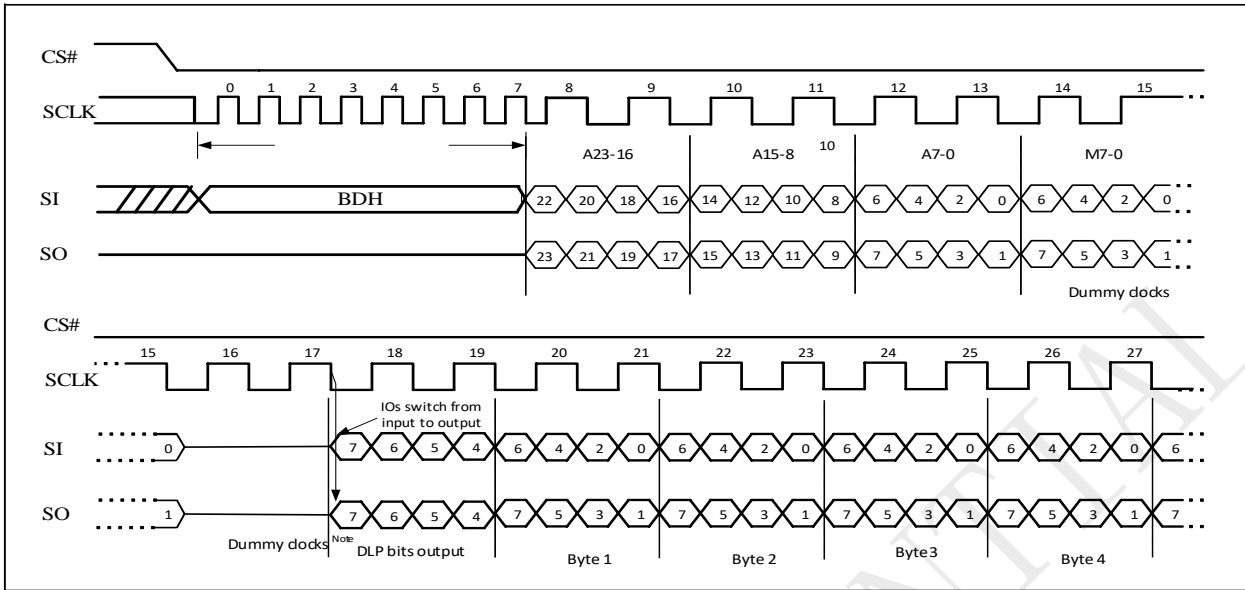 CS#
0 1 2 3 4 5 6 7 8 9 10 11 12 13 14 15
SCLK
A23-16 A15-8 10 A7-0 M7-0
SI BDH 22 20 18 16 14 12 10 8 6 4 2 0 6 4 2 0
SO 23 21 19 17 15 13 11 9 7 5 3 1 7 5 3 1
Dummy clocks
CS#
15 16 17 18 19 20 21 22 23 24 25 26 27
SCLK
IOs switch from
input to output
SI 0 7 6 5 4 6 4 2 0 6 4 2 0 6 4 2 0 6 4 2 0 6
SO 1 7 6 5 4 7 5 3 1 7 5 3 1 7 5 3 1 7 5 3 1 7
Dummy clocks Note DLP bits output Byte 1 Byte 2 Byte 3 Byte 4